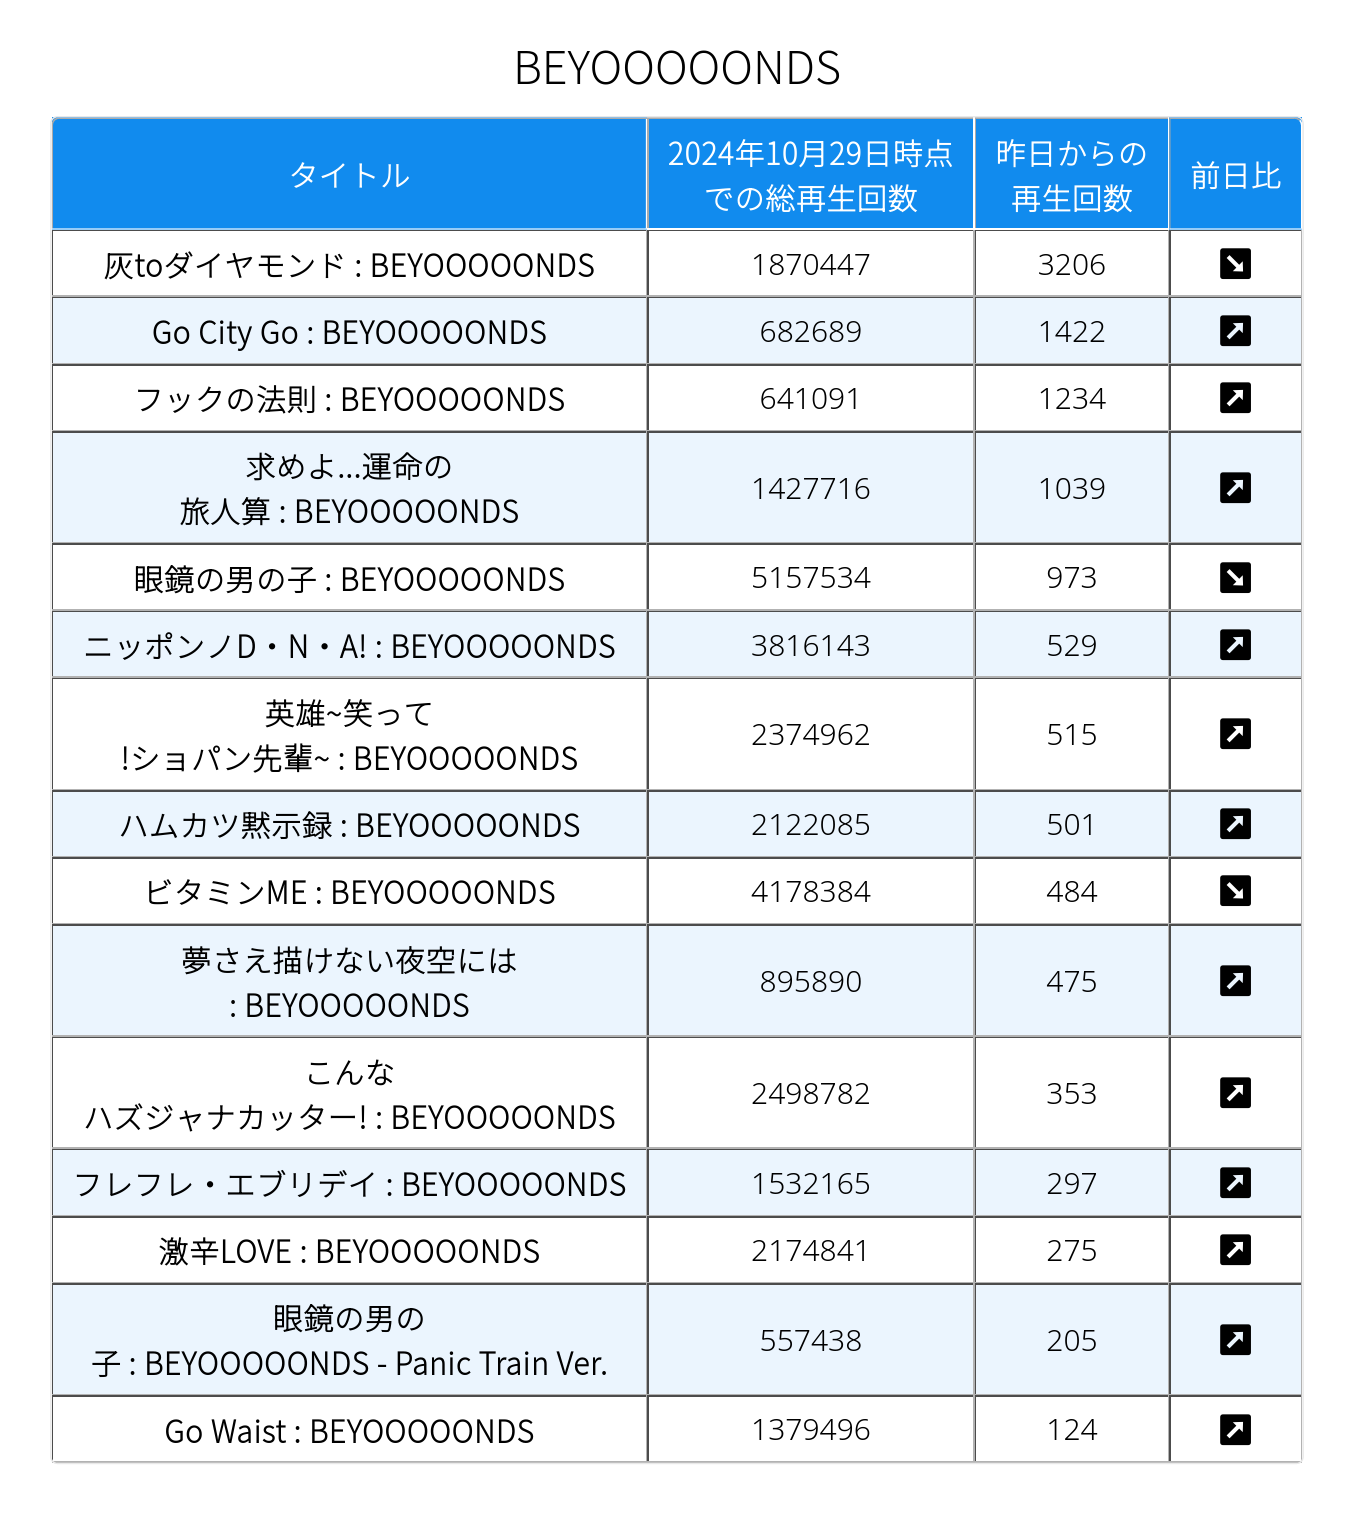 BEYOOOOONDS
タイトル
2024年10月29日時点
での総再生回数
昨日からの
再生回数
前日比
灰toダイヤモンド : BEYOOOOONDS
1870447
3206
Go City Go : BEYOOOOONDS
682689
1422
フックの法則 : BEYOOOOONDS
641091
1234
求めよ...運命の
旅人算 : BEYOOOOONDS
1427716
1039
眼鏡の男の子 : BEYOOOOONDS
5157534
973
ニッポンノD・N・A! : BEYOOOOONDS
3816143
529
英雄~笑って
!ショパン先輩~ : BEYOOOOONDS
2374962
515
ハムカツ黙示録 : BEYOOOOONDS
2122085
501
ビタミンME : BEYOOOOONDS
4178384
484
夢さえ描けない夜空には
: BEYOOOOONDS
895890
475
こんな
ハズジャナカッター! : BEYOOOOONDS
2498782
353
フレフレ・エブリデイ : BEYOOOOONDS
1532165
297
激辛LOVE : BEYOOOOONDS
2174841
275
眼鏡の男の
子 : BEYOOOOONDS - Panic Train Ver.
557438
205
Go Waist : BEYOOOOONDS
1379496
124